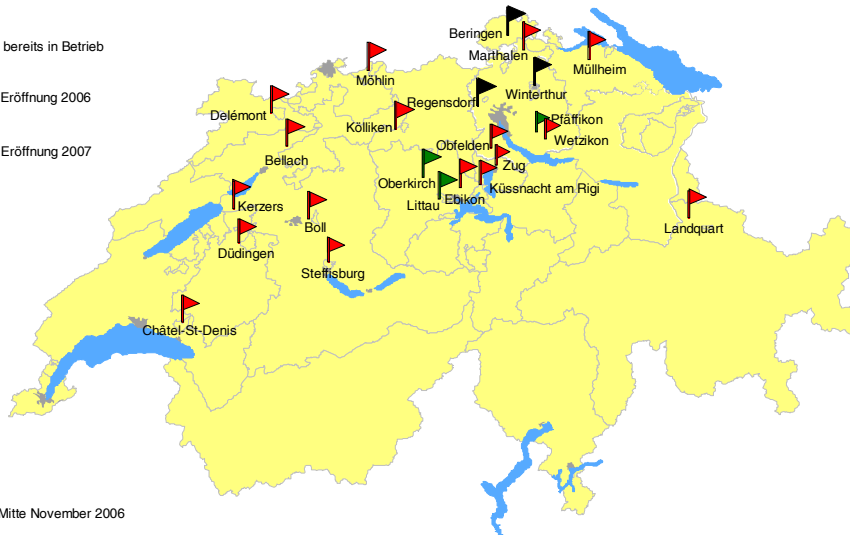 Beringen
bereits in Betrieb
Marthalen
Müllheim
Möhlin
Winterthur
Eröffnung 2006
Regensdorf
Delémont
Pfäffikon
Kölliken
Wetzikon
Obfelden
Eröffnung 2007
Bellach
Zug
Oberkirch
Küssnacht am Rigi
Ebikon
Littau
Kerzers
Boll
Landquart
Düdingen
Steffisburg
Châtel-St-Denis
Mitte November 2006